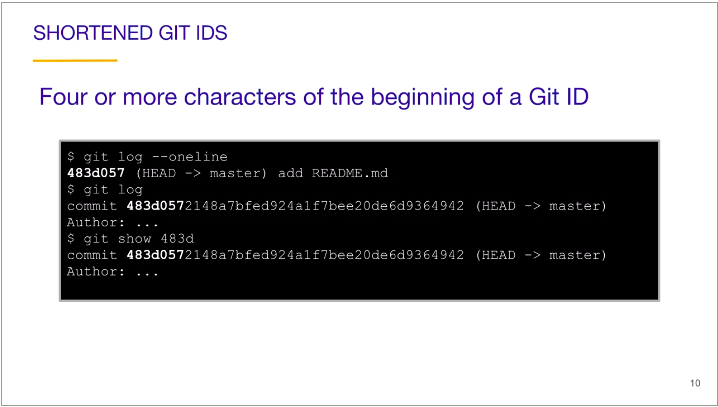 SHORTENED GIT IDS
Four or more characters of the beginning of a Git ID
$ git log --oneline
483d057 (HEAD -> master) add README.md
$ git log
commit 483d0572148a7bfed924a1f7bee20de6d9364942 (HEAD -> master)
Author: ...
$ git show 483d
commit 483d0572148a7bfed924a1f7bee20de6d9364942 (HEAD -> master)
Author: ...
10